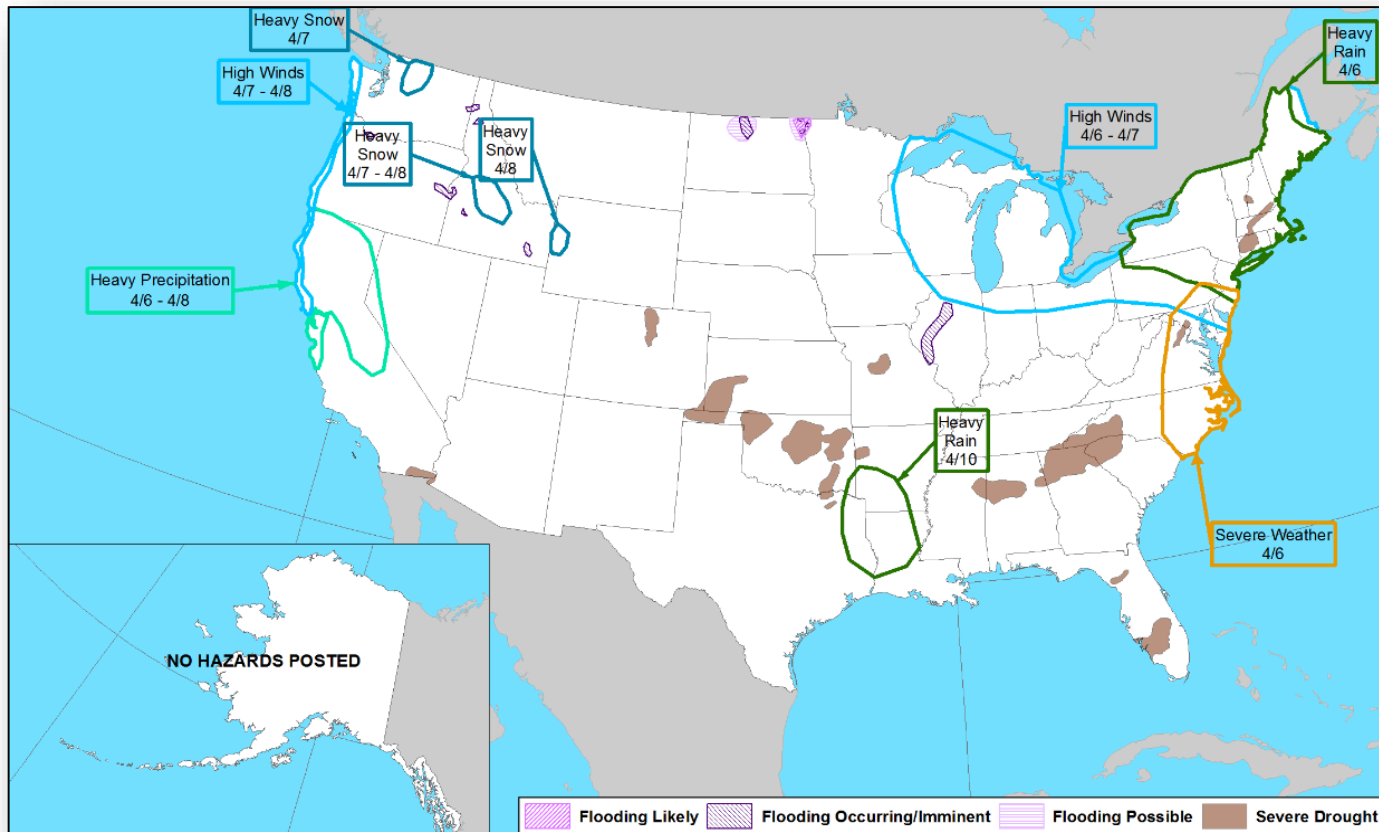 Heavy Snow
4/7
High Winds
4/7 - 4/8
Heavy
Snow
4/7 - 4/8
Heavy
Snow
4/8
High Winds
4/6 - 4/7
Heavy
Rain
4/6
Heavy Precipitation
4/6 - 4/8
Heavy
Rain
4/10
Severe Weather
4/6
NO HAZARDS POSTED
Flooding Likely
Flooding Occurring/Imminent
Flooding Possible
Severe Drought